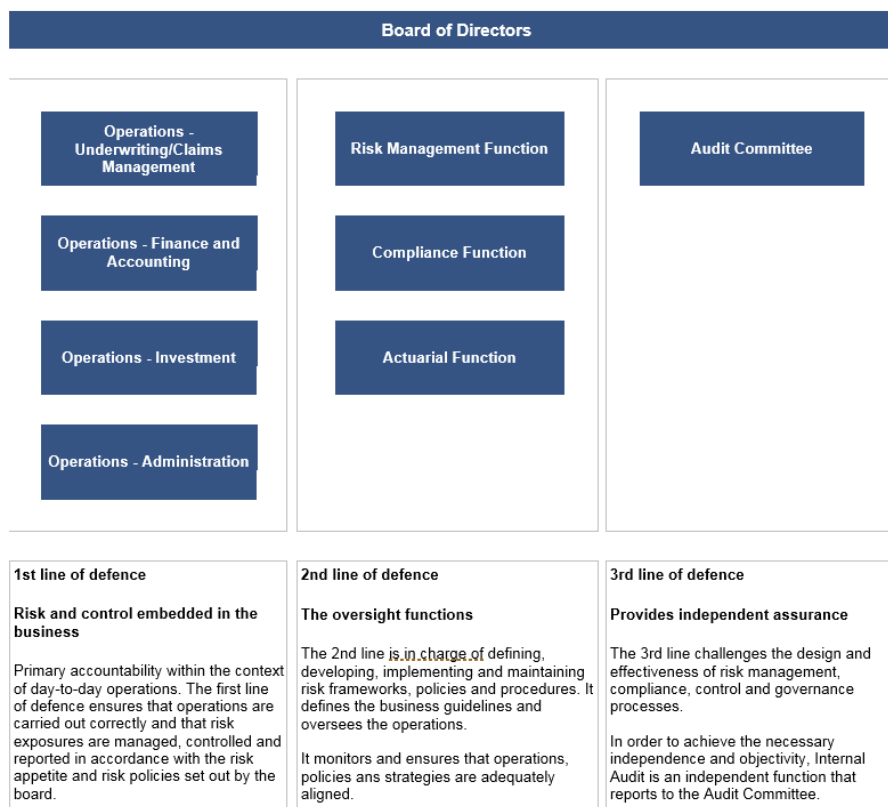 Board of Directors
Operations -
Underwriting/Claims
Management
Operations - Finance and
Accounting
Operations - Investment
Operations - Administration
Risk Management Function
Compliance Function
Actuarial Function
Audit Committee
1st line of defence
Risk and control embedded in the
business
Primary accountability within the context
of day-to-day operations. The first line
of defence ensures that operations are
carried out correctly and that risk
exposures are managed, controlled and
reported in accordance with the risk
appetite and risk policies set out by the
board.
2nd line of defence
The oversight functions
The 2nd line is in charge of defining,
developing, implementing and maintaining
risk frameworks, policies and procedures. It
defines the business guidelines and
oversees the operations.
It monitors and ensures that operations,
policies ans strategies are adequately
aligned.
3rd line of defence
Provides independent assurance
The 3rd line challenges the design and
effectiveness of risk management,
compliance, control and governance
processes.
In order to achieve the necessary
independence and objectivity, Internal
Audit is an independent function that
reports to the Audit Committee.